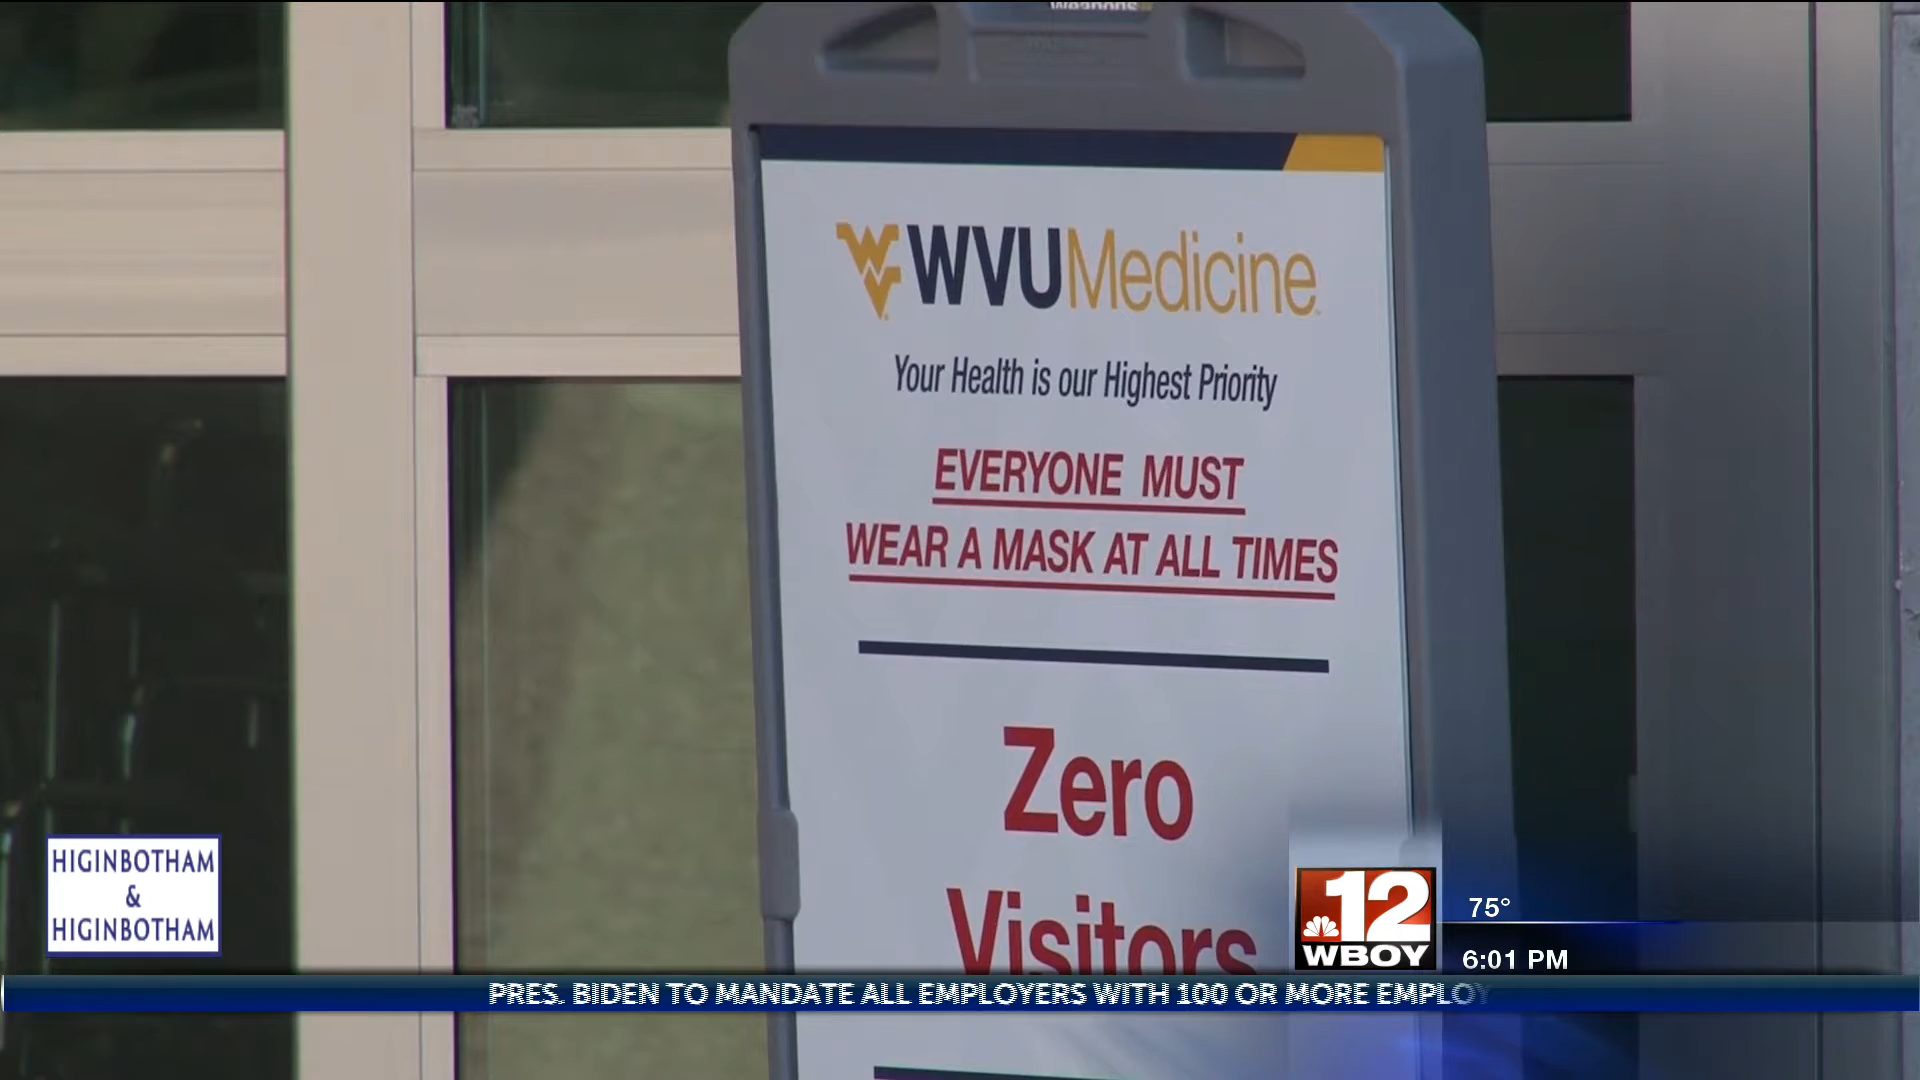 Weapons
WVUMedicine
Your Health is our Highest Priority
EVERYONE MUST
WEAR A MASK AT ALL TIMES
Zero
Visitors
HIGINBOTHAM
&
HIGINBOTHAM
12
WBOY
75°
6:01 PM
PRES. BIDEN TO MANDATE ALL EMPLOYERS WITH 100 OR MORE EMPLOY